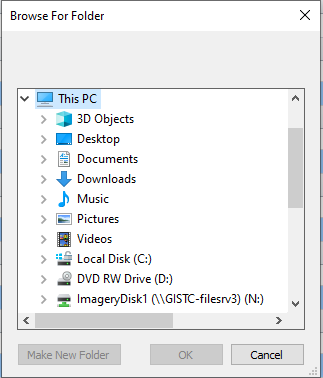 Browse For Folder
This PC
3D Objects
Desktop
Documents
Downloads
Music
Pictures
Videos
Local Disk (C:)
DVD RW Drive (D:)
ImageryDisk1 (\\GISTC-filesrv3) (N:)
Make New Folder OK Cancel